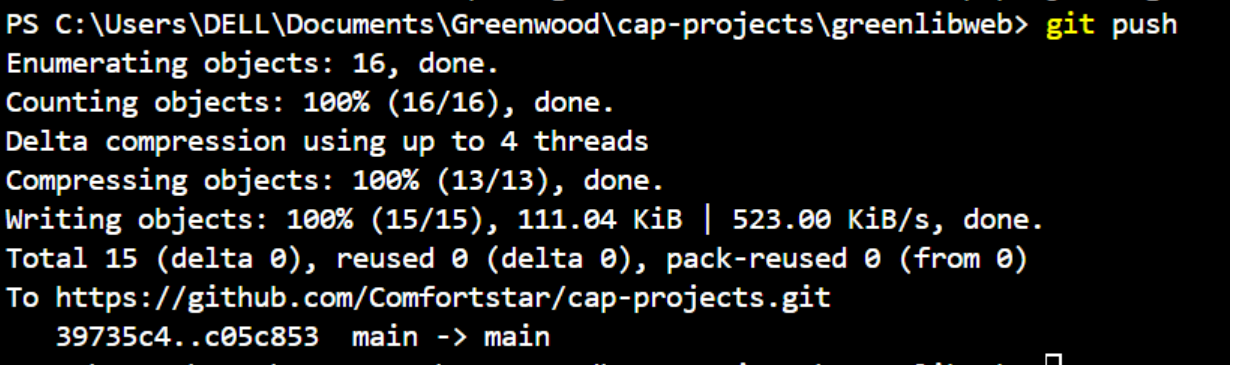 PS C:\Users\DELL\Documents\Greenwood\cap-projects\greenlibweb> git push
Enumerating objects: 16, done.
Counting objects: 100% (16/16), done.
Delta compression using up to 4 threads
Compressing objects: 100% (13/13), done.
Writing objects: 100% (15/15), 111.04 KiB | 523.00 KiB/s, done.
Total 15 (delta 0), reused 0 (delta 0), pack-reused 0 (from 0)
To https://github.com/Comfortstar/cap-projects.git
   39735c4..c05c853  main -> main